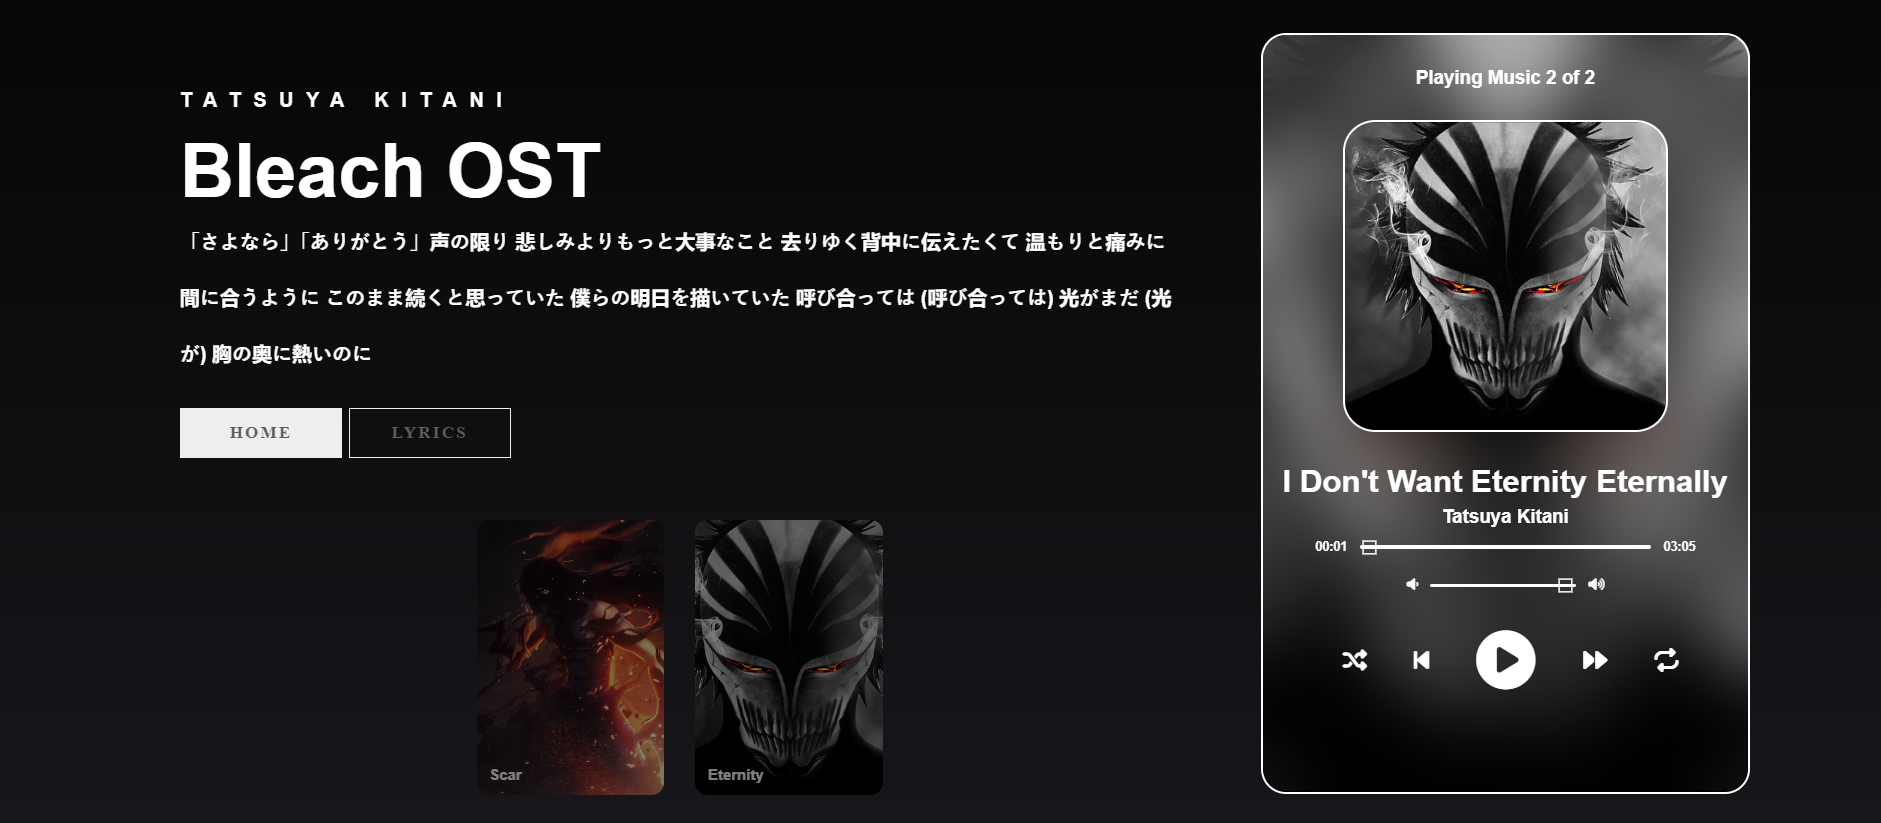 TATSUYA KITANI
Bleach OST
「さよなら」「ありがとう」声の限り 悲しみよりもっと大事なこと 去りゆく背中に伝えたくて 温もりと痛みに
間に合うように このまま続くと思っていた 僕らの明日を描いていた 呼び合っては (呼び合っては) 光がまだ (光
が) 胸の奥に熱いのに
HOME
LYRICS
Scar
Eternity
Playing Music 2 of 2
I Don't Want Eternity Eternally
Tatsuya Kitani
00:01
03:05